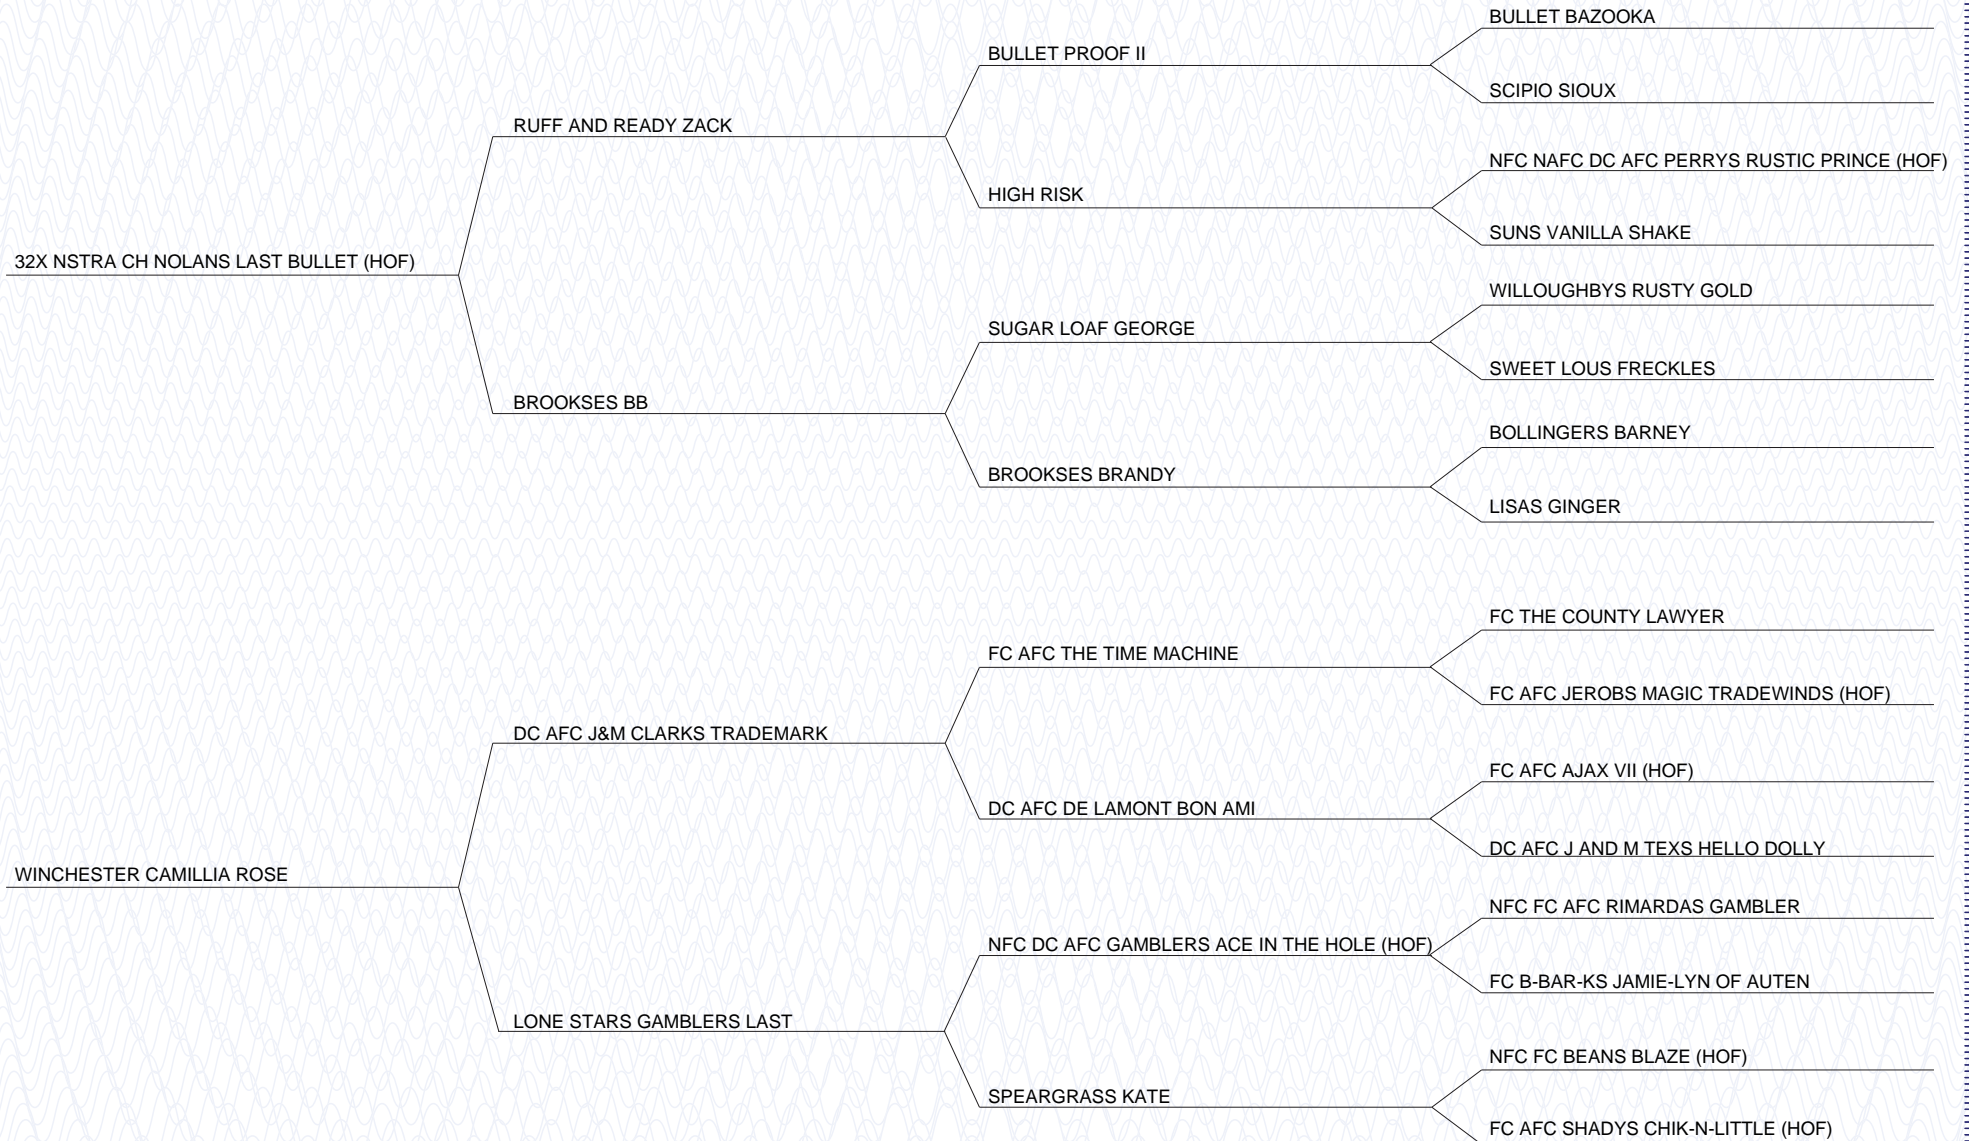 BULLET BAZOOKA
BULLET PROOF II
SCIPIO SIOUX
RUFF AND READY ZACK
NFC NAFC DC AFC PERRYS RUSTIC PRINCE (HOF)
HIGH RISK
SUNS VANILLA SHAKE
32X NSTRA CH NOLANS LAST BULLET (HOF)
WILLOUGHBYS RUSTY GOLD
SUGAR LOAF GEORGE
SWEET LOUS FRECKLES
BROOKSES BB
BOLLINGERS BARNEY
BROOKSES BRANDY
LISAS GINGER
FC THE COUNTY LAWYER
FC AFC THE TIME MACHINE
FC AFC JEROBS MAGIC TRADEWINDS (HOF)
DC AFC J&M CLARKS TRADEMARK
FC AFC AJAX VII (HOF)
DC AFC DE LAMONT BON AMI
DC AFC J AND M TEXS HELLO DOLLY
WINCHESTER CAMILLIA ROSE
NFC FC AFC RIMARDAS GAMBLER
NFC DC AFC GAMBLERS ACE IN THE HOLE (HOF)
FC B-BAR-KS JAMIE-LYN OF AUTEN
LONE STARS GAMBLERS LAST
NFC FC BEANS BLAZE (HOF)
SPEARGRASS KATE
FC AFC SHADYS CHIK-N-LITTLE (HOF)